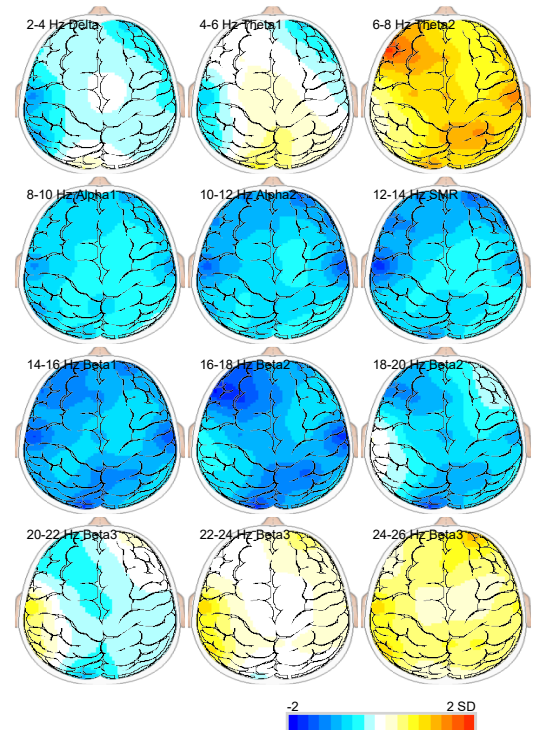 2-4 Hz Delta
4-6 Hz Theta1
6-8 Hz Theta2
8-10 Hz Alpha1
10-12 Hz Alpha2
12-14 Hz SMR
14-16 Hz Beta1
16-18 Hz Beta2
18-20 Hz Beta2
20-22 Hz Beta3
22-24 Hz Beta3
24-26 Hz Beta3
-2 2 SD